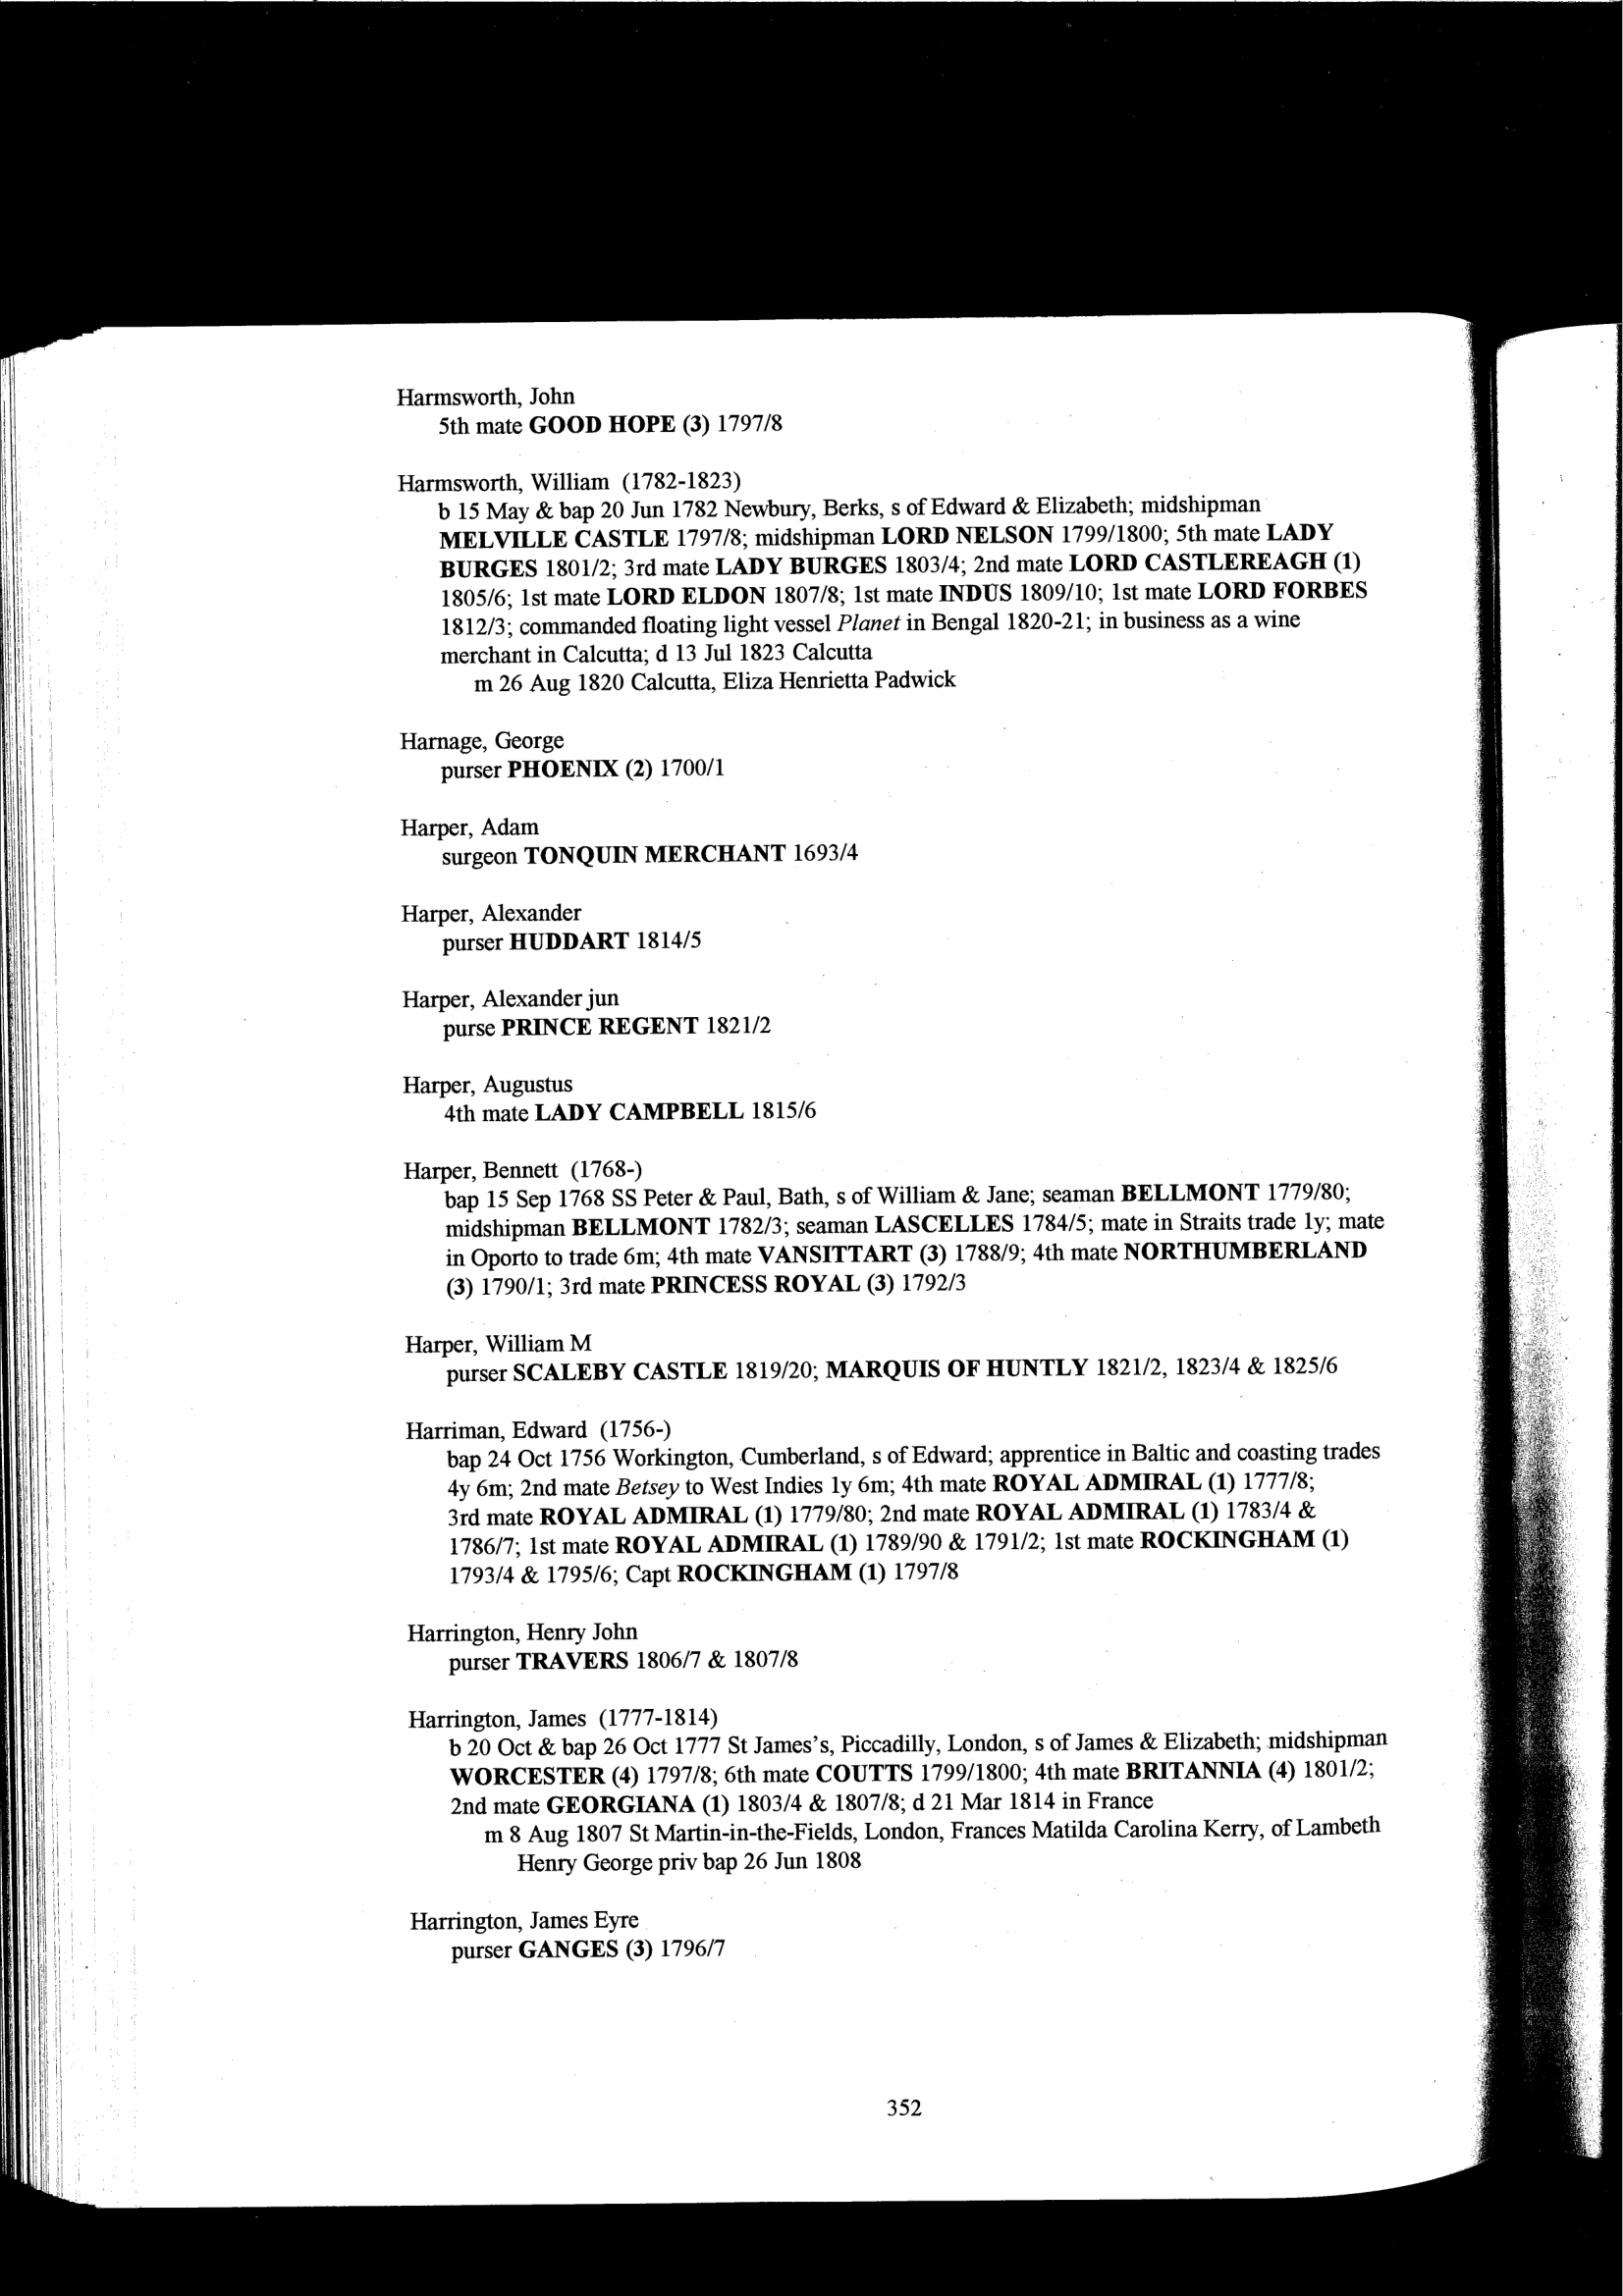 Harmsworth, John
5th mate GOOD HOPE (3) 1797/8
Harmsworth, William (1782-1823)
b 15 May & bap 20 Jun 1782 Newbury, Berks, s of Edward & Elizabeth; midshipman
MELVILLE CASTLE 1797/8; midshipman LORD NELSON 1799/1800; 5th mate LADY
BURGES 1801/2; 3rd mate LADY BURGES 1803/4; 2nd mate LORD CASTLEREAGH (1)
1805/6; 1st mate LORD ELDON 1807/8; 1st mate INDUS 1809/10; 1st mate LORD FORBES
1812/3; commanded floating light vessel Planet in Bengal 1820-21; in business as a wine
merchant in Calcutta; d 13 Jul 1823 Calcutta
m 26 Aug 1820 Calcutta, Eliza Henrietta Padwick
Harnage, George
purser PHOENIX (2) 1700/1
Harper, Adam
surgeon TONQUIN MERCHANT 1693/4
Harper, Alexander
purser HUDDART 1814/5
Harper, Alexander jun
purse PRINCE REGENT 1821/2
Harper, Augustus
4th mate LADY CAMPBELL 1815/6
Harper, Bennett (1768-)
bap 15 Sep 1768 SS Peter & Paul, Bath, s of William & Jane; seaman BELLMONT 1779/80;
midshipman BELLMONT 1782/3; seaman LASCELLES 1784/5; mate in Straits trade 1y; mate
in Oporto to trade 6m; 4th mate VANSITTART (3) 1788/9; 4th mate NORTHUMBERLAND
(3) 1790/1; 3rd mate PRINCESS ROYAL (3) 1792/3
Harper, William M
purser SCALEBY CASTLE 1819/20; MARQUIS OF HUNTLY 1821/2, 1823/4 & 1825/6
Harriman, Edward (1756-)
bap 24 Oct 1756 Workington, Cumberland, s of Edward; apprentice in Baltic and coasting trades
4y 6m; 2nd mate Betsey to West Indies 1y 6m; 4th mate ROYAL ADMIRAL (1) 1777/8;
3rd mate ROYAL ADMIRAL (1) 1779/80; 2nd mate ROYAL ADMIRAL (1) 1783/4 &
1786/7; 1st mate ROYAL ADMIRAL (1) 1789/90 & 1791/2; 1st mate ROCKINGHAM (1)
1793/4 & 1795/6; Capt ROCKINGHAM (1) 1797/8
Harrington, Henry John
purser TRAVERS 1806/7 & 1807/8
Harrington, James (1777-1814)
b 20 Oct & bap 26 Oct 1777 St James's, Piccadilly, London, s of James & Elizabeth; midshipman
WORCESTER (4) 1797/8; 6th mate COUTTS 1799/1800; 4th mate BRITANNIA (4) 1801/2;
2nd mate GEORGIANA (1) 1803/4 & 1807/8; d 21 Mar 1814 in France
m 8 Aug 1807 St Martin-in-the-Fields, London, Frances Matilda Carolina Kerry, of Lambeth
Henry George priv bap 26 Jun 1808
Harrington, James Eyre
purser GANGES (3) 1796/7
352